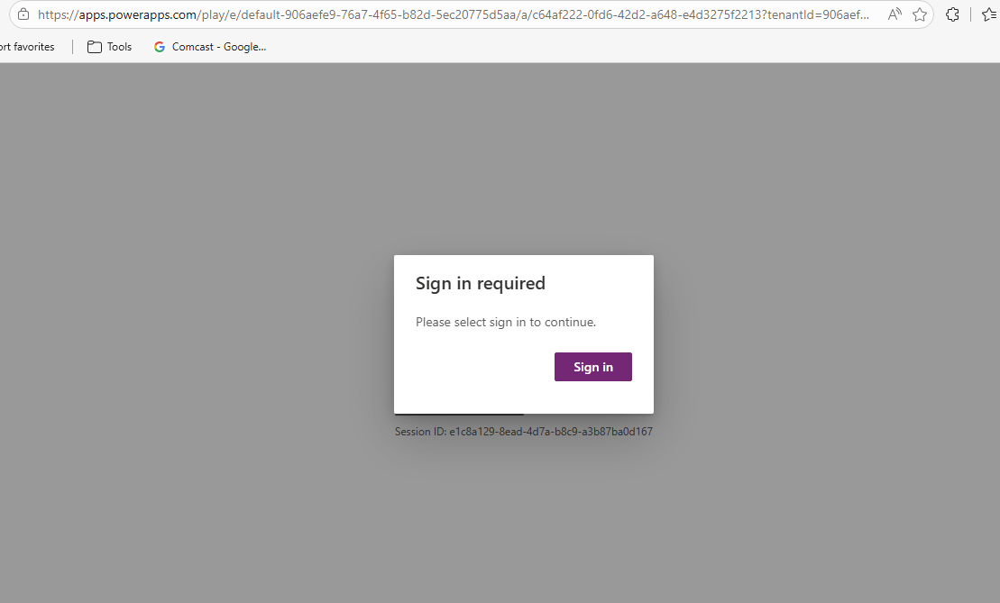 https://apps.powerapps.com/play/e/default-906aefe9-76a7-4f65-b82d-5ec20775d5aa/a/c64af222-0fd6-42d2-a648-e4d3275f2213?tenantId=906aef...
ort favorites
Tools
Comcast - Google...
Sign in required
Please select sign in to continue.
Sign in
Session ID: e1c8a129-8ead-4d7a-b8c9-a3b87ba0d167